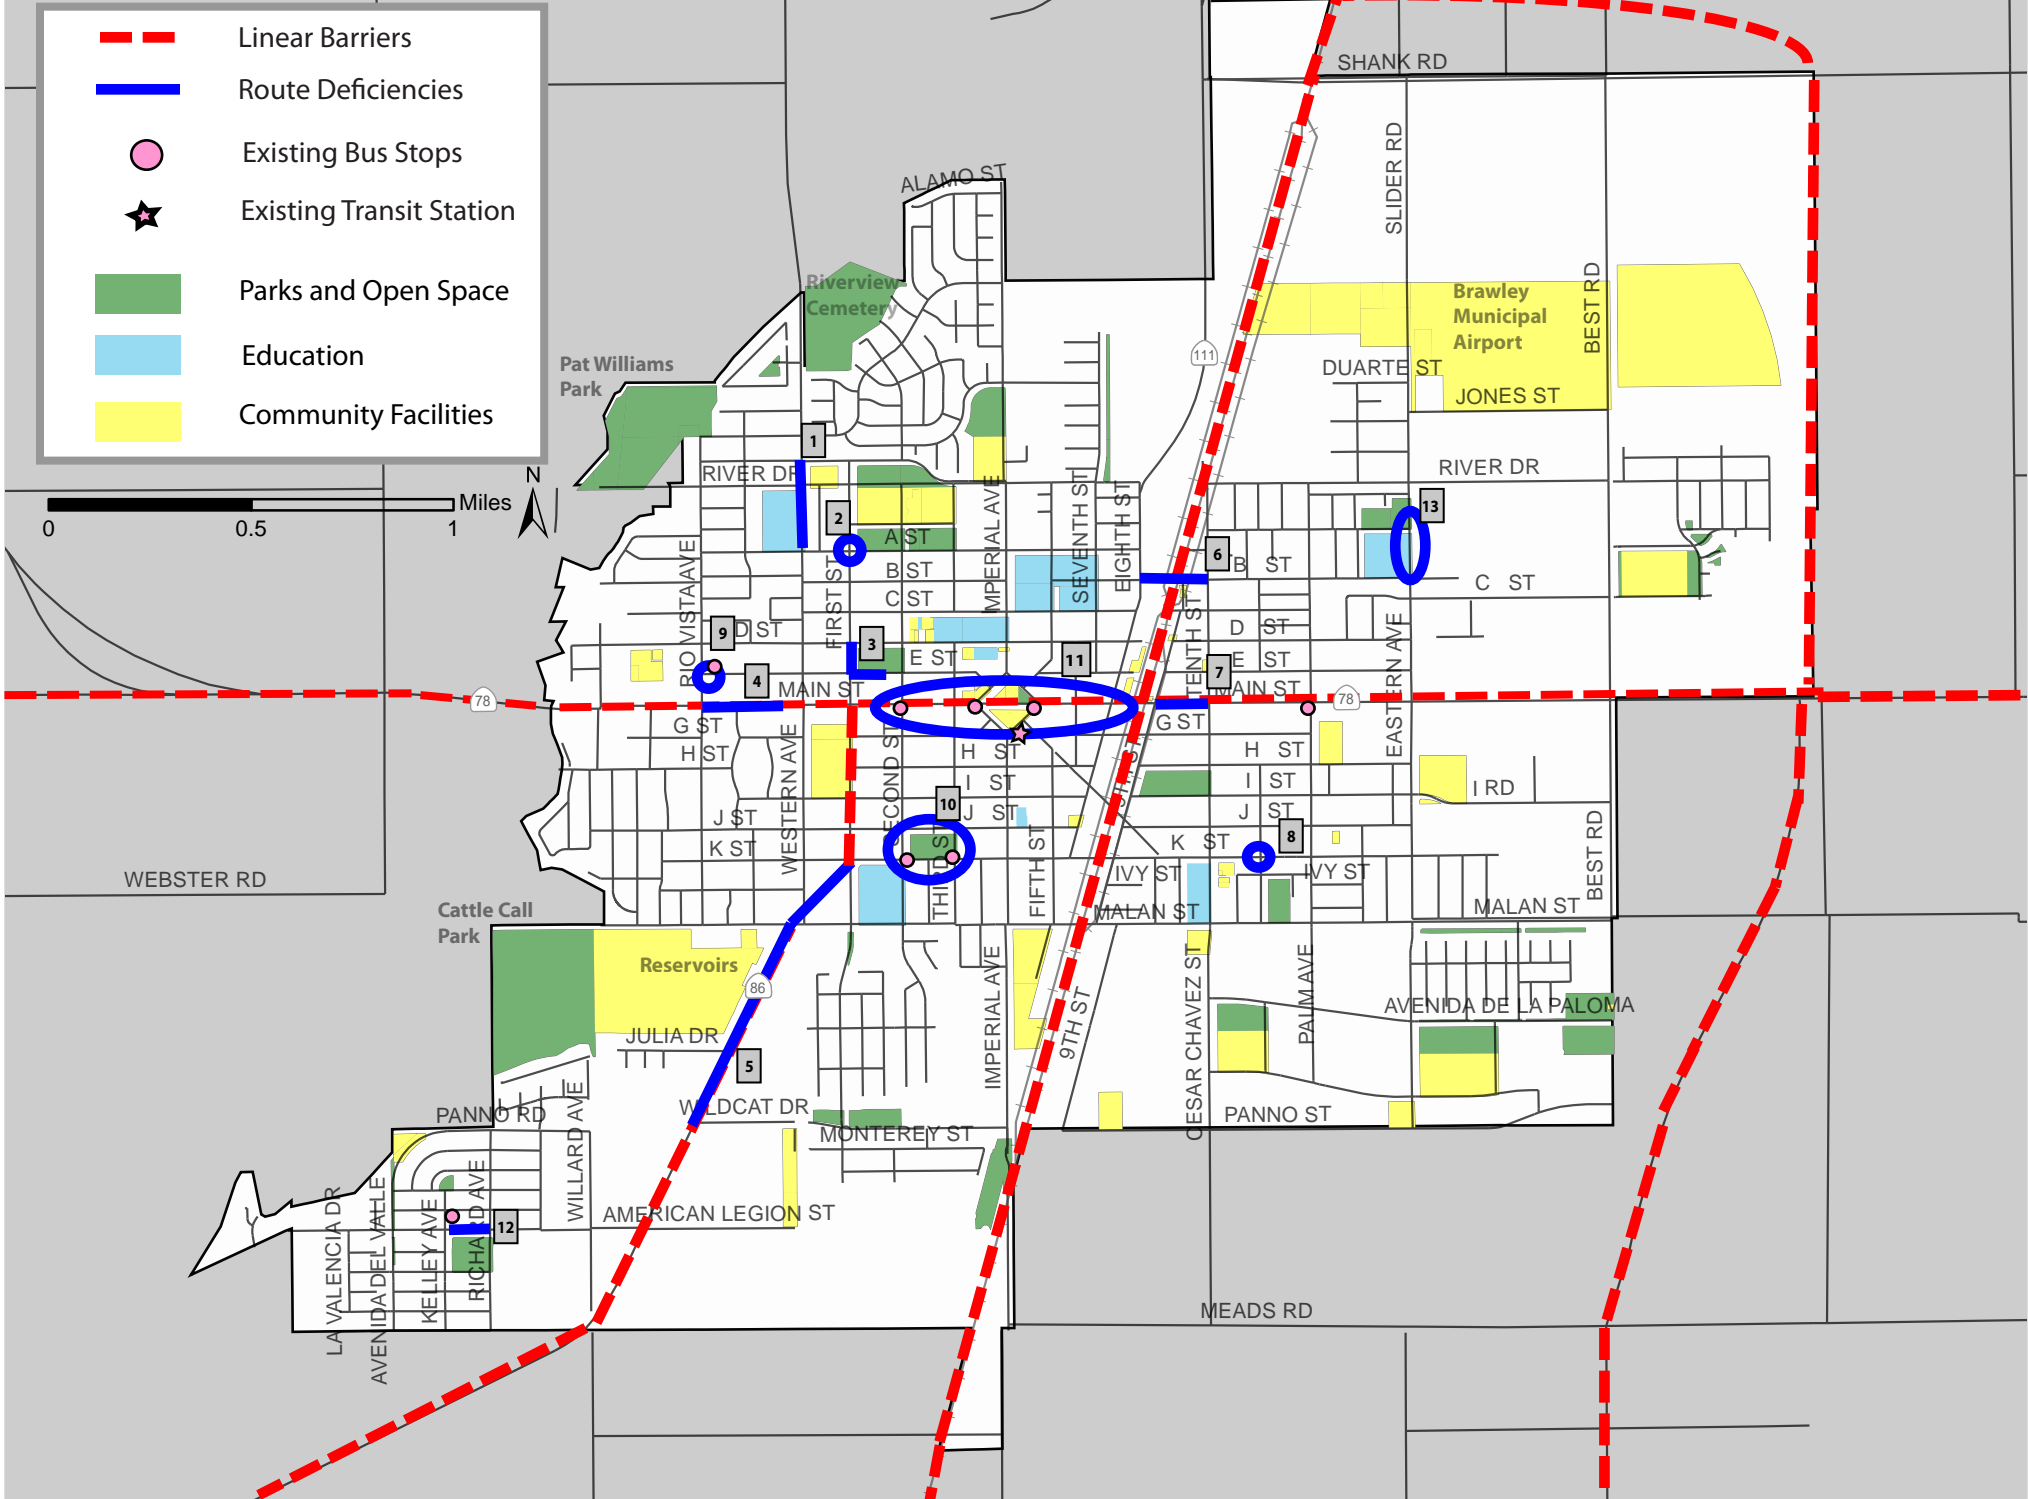 Linear Barriers
Route Deficiencies
Existing Bus Stops
Existing Transit Station
Parks and Open Space
Education
Community Facilities
N
Miles
0
0.5
1
SHANK RD
SLIDER RD
ALAMO ST
Riverview
Cemetery
BEST RD
Brawley
Municipal
Airport
111
Pat Williams
Park
DUARTE ST
JONES ST
1
RIVER DR
RIVER DR
IMPERIAL AVE
SEVENTH ST
EIGHTH ST
2
A ST
13
6
B ST
B ST
C ST
C ST
RIO VISTA AVE
FIRST ST
C ST
TENTH ST
EASTERN AVE
9
D ST
3
D ST
E ST
11
E ST
7
4
MAIN ST
MAIN ST
78
78
G ST
G ST
H ST
H ST
H ST
WESTERN AVE
SECOND ST
I ST
I ST
I RD
10
J ST
J ST
J ST
9TH ST
8
K ST
K ST
THIRD ST
FIFTH ST
BEST RD
IVY ST
IVY ST
WEBSTER RD
MALAN ST
MALAN ST
Cattle Call
Park
Reservoirs
86
IMPERIAL AVE
CESAR CHAVEZ ST
PALM AVE
AVENIDA DE LA PALOMA
9TH ST
JULIA DR
5
WILDCAT DR
PANNO RD
PANNO ST
MONTEREY ST
WILLARD AVE
LA VALENCIA DR
AVENIDA DEL VALLE
KELLEY AVE
RICHARD AVE
12
AMERICAN LEGION ST
MEADS RD